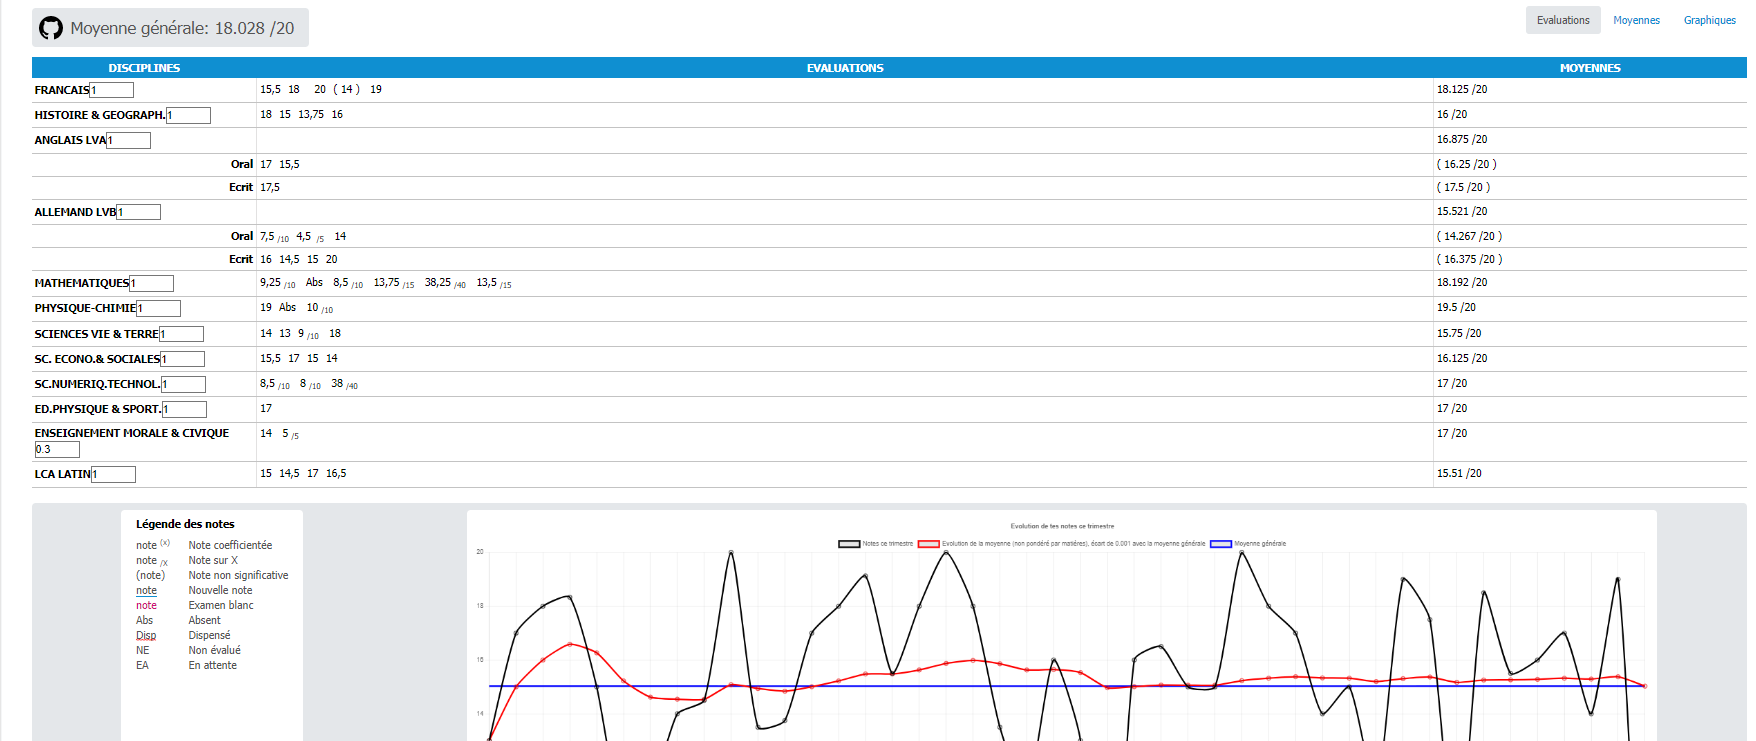 Moyenne générale: 18.028 /20
Evaluations Moyennes Graphiques
DISCIPLINES EVALUATIONS MOYENNES
FRANCAIS 1 15,5 18 20 ( 14 ) 19 18.125 /20
HISTOIRE & GEOGRAPH. 1 18 15 13,75 16 16 /20
ANGLAIS LVA 1 16.875 /20
Oral 17 15,5 ( 16.25 /20 )
Ecrit 17,5 ( 17.5 /20 )
ALLEMAND LVB 1 15.521 /20
Oral 7,5 /10 4,5 /5 14 ( 14.267 /20 )
Ecrit 16 14,5 15 20 ( 16.375 /20 )
MATHEMATIQUES 1 9,25 /10 Abs 8,5 /10 13,75 /15 38,25 /40 13,5 /15 18.192 /20
PHYSIQUE-CHIMIE 1 19 Abs 10 /10 19.5 /20
SCIENCES VIE & TERRE 1 14 13 9 /10 18 15.75 /20
SC. ECONO.& SOCIALES 1 15,5 17 15 14 16.125 /20
SC.NUMERIQ.TECHNOL. 1 8,5 /10 8 /10 38 /40 17 /20
ED.PHYSIQUE & SPORT. 1 17 17 /20
ENSEIGNEMENT MORALE & CIVIQUE 14 5 /5 17 /20
0.3
LCA LATIN 1 15 14,5 17 16,5 15.51 /20
Légende des notes
note (x) Note coefficientée
note /X Note sur X
(note) Note non significative
note Nouvelle note
note Examen blanc
Abs Absent
Disp Dispensé
NE Non évalué
EA En attente
Evolution de tes notes ce trimestre
Notes ce trimestre Evolution de la moyenne (non pondéré par matières), écart de 0.001 avec la moyenne générale Moyenne générale
20
18
16
14